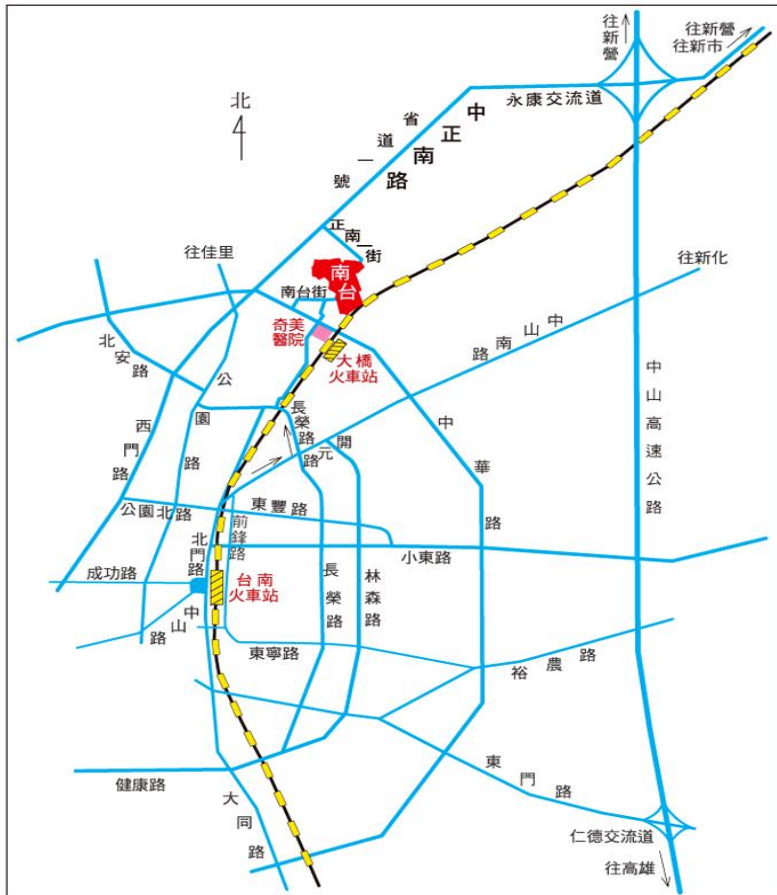 往新營
往新營
往新市
北
永康交流道
中正南路
省道一號
正南一街
往佳里
南台
南台街
往新化
奇美
醫院
大橋
火車站
中山南路
北安路
中山高速公路
公園路
長榮路
西門路
開元路
中華路
公園北路
東豐路
前鋒路
北門路
小東路
成功路
台南
火車站
長榮路
林森路
中山路
東寧路
裕農路
東門路
健康路
大同路
仁德交流道
往高雄